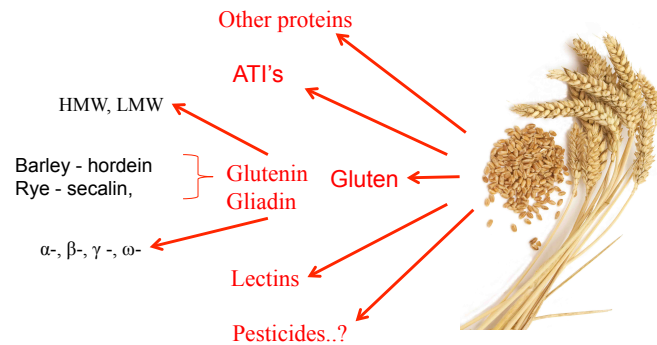 Other proteins
ATI's
HMW, LMW
Barley - hordein
Rye - secalin,
Glutenin
Gliadin
Gluten
α-, β-, γ -, ω-
Lectins
Pesticides..?